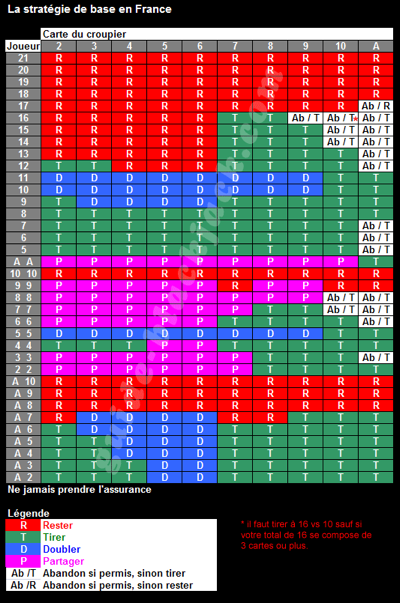 La stratégie de base en France
Carte du croupier
Joueur 2 3 4 5 6 7 8 9 10 A
21 R R R R R R R R R R
20 R R R R R R R R R R
19 R R R R R R R R R R
18 R R R R R R R R R R
17 R R R R R R R R R Ab / R
16 R R R R R T T Ab / T Ab / T* Ab / T
15 R R R R R T T T Ab / T Ab / T
14 R R R R R T T T Ab / T Ab / T
13 R R R R R T T T T Ab / T
12 T T R R R T T T T Ab / T
11 D D D D D D D D T T
10 D D D D D D D D T T
9 T D D D D T T T T T
8 T T T T T T T T T T
7 T T T T T T T T T Ab / T
6 T T T T T T T T T Ab / T
5 T T T T T T T T T Ab / T
A A P P P P P P P P P T
10 10 R R R R R R R R R R
9 9 P P P P P R P P R R
8 8 P P P P P P P P Ab / T Ab / T
7 7 P P P P P P T T Ab / T Ab / T
6 6 P P P P P T T T T Ab / T
5 5 D D D D D D D D T T
4 4 T T T P P T T T T T
3 3 P P P P P P T T T Ab / T
2 2 P P P P P P T T T T
A 10 R R R R R R R R R R
A 9 R R R R R R R R R R
A 8 R R R R R R R R R R
A 7 R D D D D R R T T T
A 6 T D D D D T T T T T
A 5 T T D D D T T T T T
A 4 T T D D D T T T T T
A 3 T T T D D T T T T T
A 2 T T T D D T T T T T
guide-blackjack.com
Ne jamais prendre l'assurance
Légende
R Rester
T Tirer
D Doubler
P Partager
Ab /T Abandon si permis, sinon tirer
Ab /R Abandon si permis, sinon rester
* il faut tirer à 16 vs 10 sauf si
votre total de 16 se compose de
3 cartes ou plus